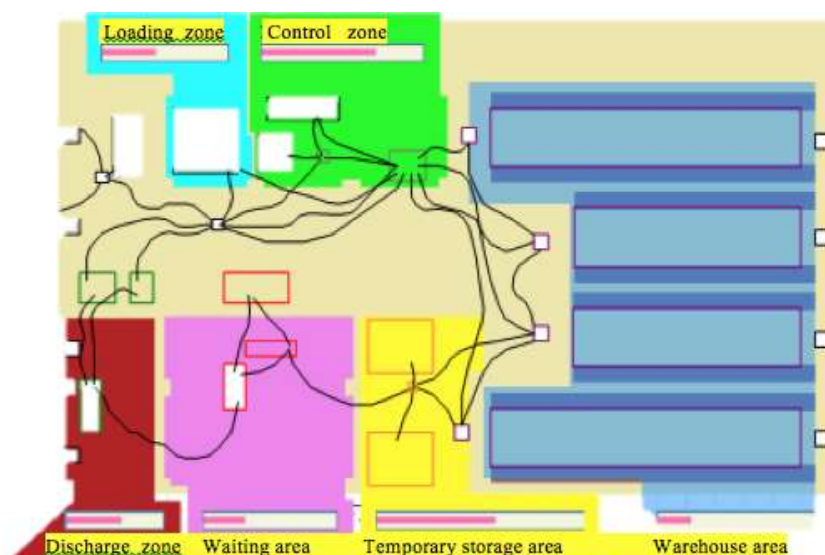 Loading zone
Control zone
Discharge zone
Waiting area
Temporary storage area
Warehouse area